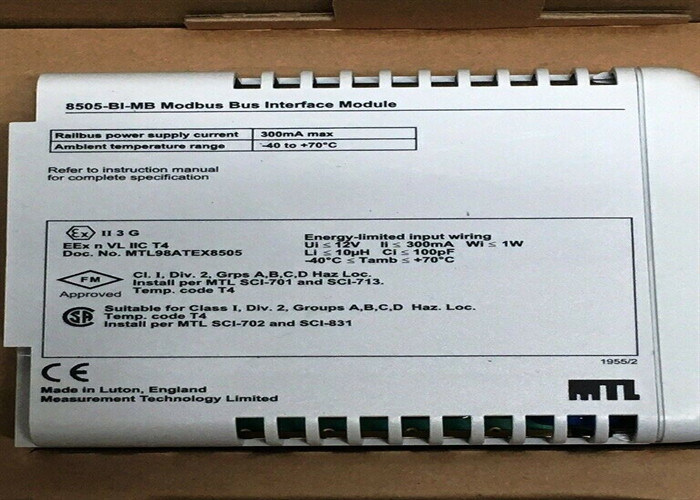 8505-BI-MB Modbus Bus Interface Module
Railbus power supply current 300mA max
Ambient temperature range -40 to +70°C
Refer to instruction manual
for complete specification
Ex II 3 G
EEx n VL IIC T4
Doc. No. MTL98ATEX8505
Energy-limited input wiring
Ui ≤ 12V Ii ≤ 300mA Wi ≤ 1W
Li ≤ 10µH Ci ≤ 100pF
-40°C ≤ Tamb ≤ +70°C
FM
Approved
Cl. I, Div. 2, Grps A,B,C,D Haz Loc.
Install per MTL SCI-701 and SCI-713.
Temp. code T4
SA
Suitable for Class I, Div. 2, Groups A,B,C,D Haz. Loc.
Temp. code T4
Install per MTL SCI-702 and SCI-831
1955/2
CE
Made in Luton, England
Measurement Technology Limited
MTL